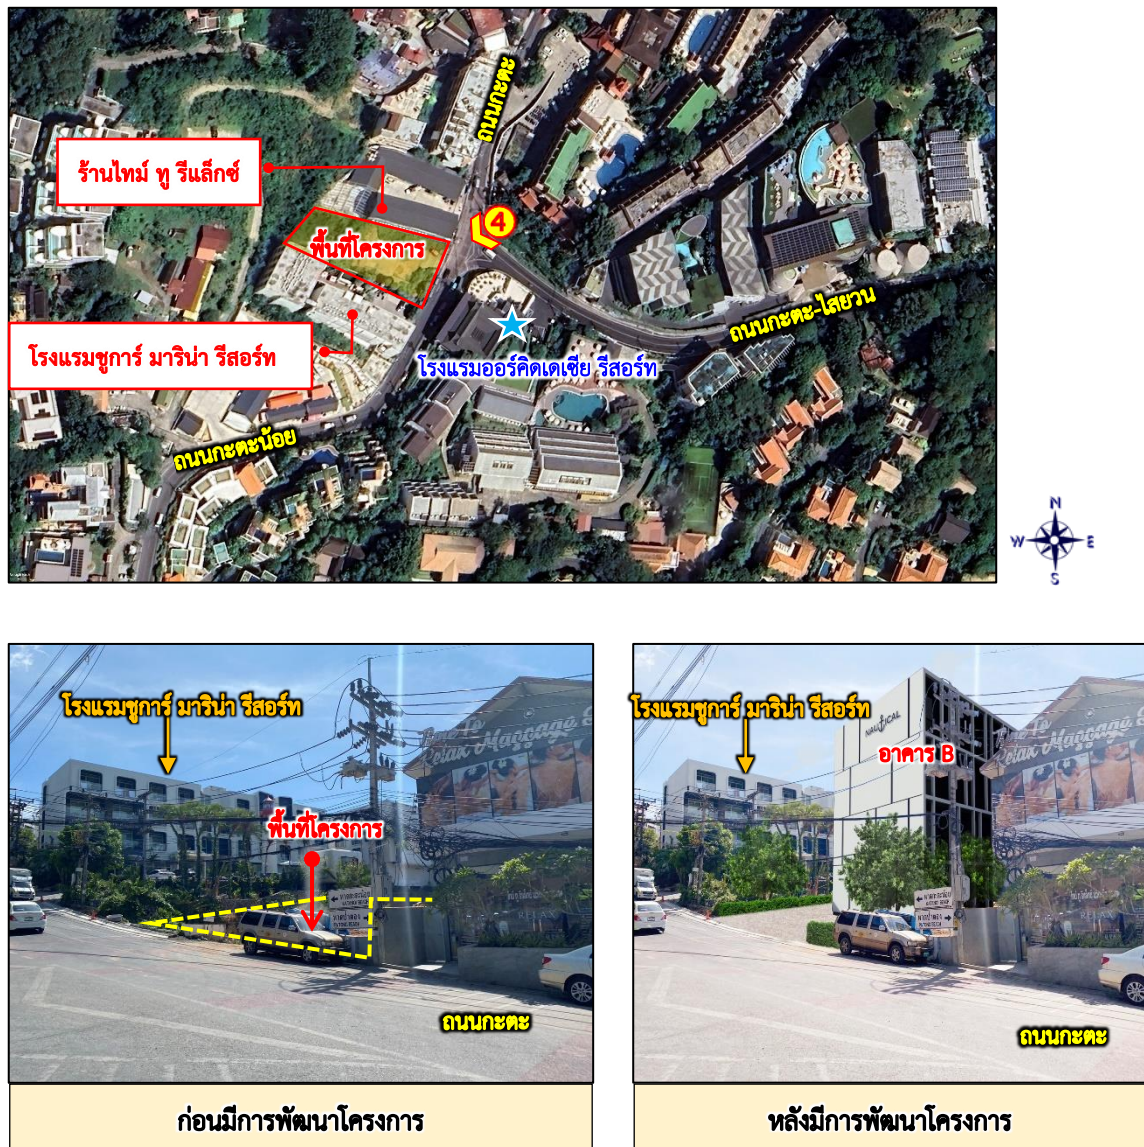 ถนนกะตะ
ร้านไทม์ ทู รีแล็กซ์
4
พื้นที่โครงการ
ถนนกะตะ-ไสยวน
โรงแรมชูการ์ มาริน่า รีสอร์ท
โรงแรมออร์คิดเดเซีย รีสอร์ท
ถนนกะตะน้อย
N
W E
S
โรงแรมชูการ์ มาริน่า รีสอร์ท
Time To
Relax Massage
พื้นที่โครงการ
RELAX
ถนนกะตะ
ก่อนมีการพัฒนาโครงการ
โรงแรมชูการ์ มาริน่า รีสอร์ท
NAUTICAL
อาคาร B
Relax Massage
RELAX
ถนนกะตะ
หลังมีการพัฒนาโครงการ